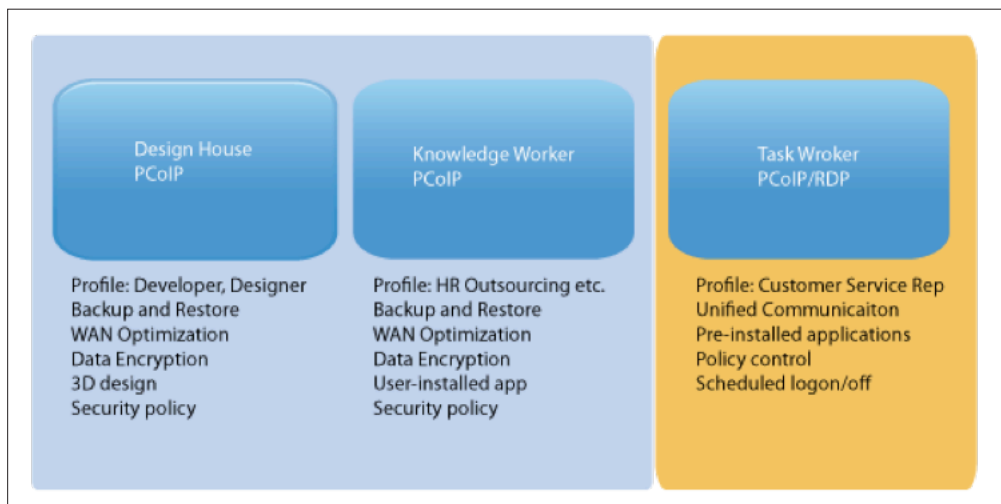 Design House
PCoIP
Profile: Developer, Designer
Backup and Restore
WAN Optimization
Data Encryption
3D design
Security policy
Knowledge Worker
PCoIP
Profile: HR Outsourcing etc.
Backup and Restore
WAN Optimization
Data Encryption
User-installed app
Security policy
Task Wroker
PCoIP/RDP
Profile: Customer Service Rep
Unified Communicaiton
Pre-installed applications
Policy control
Scheduled logon/off